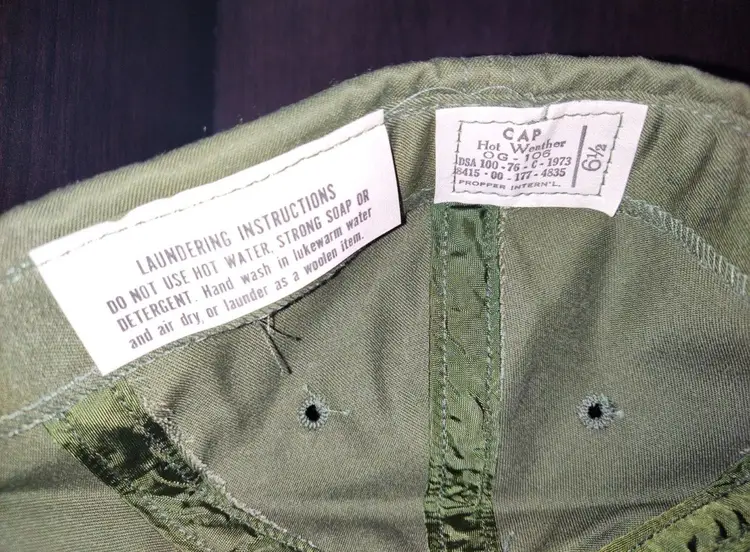 LAUNDERING INSTRUCTIONS
DO NOT USE HOT WATER, STRONG SOAP OR
DETERGENT. Hand wash in lukewarm water
and air dry, or launder as a woolen item.
CAP
Hot Weather
OG-106
DSA 100-76-C-1973
8415-00-177-4835
PROPPER INTERN'L.
6½